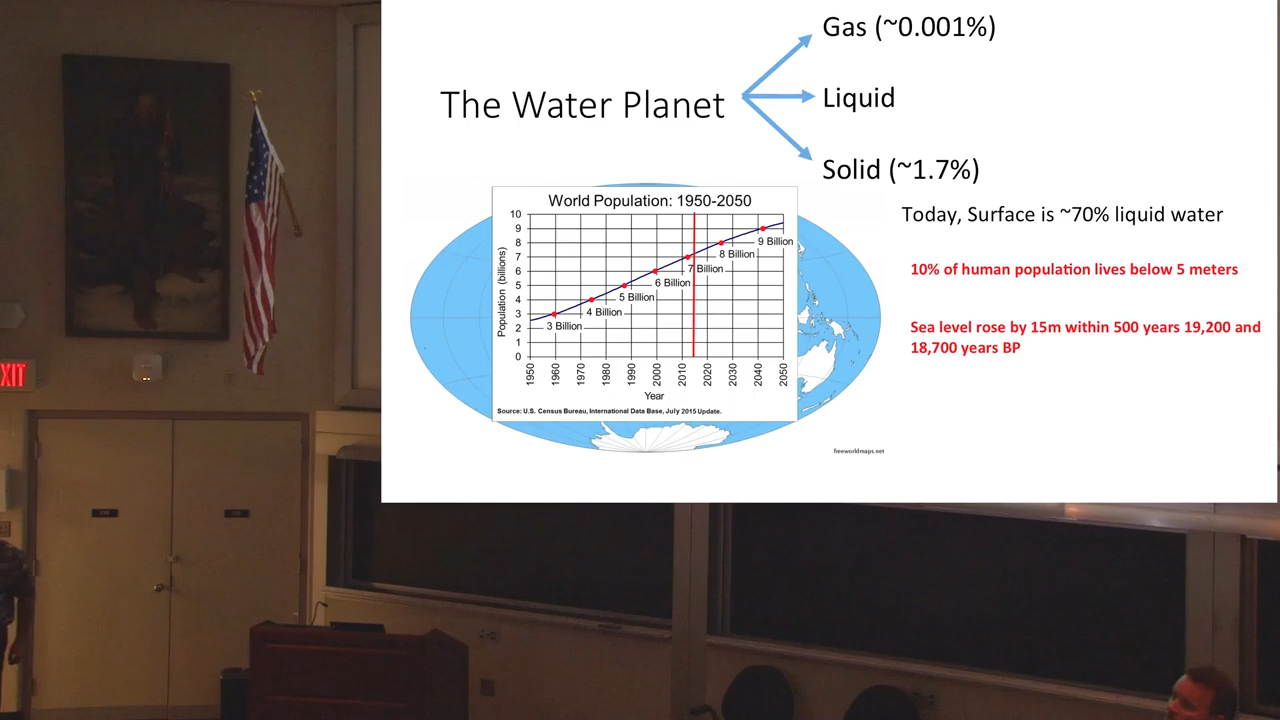 Gas (~0.001%)
The Water Planet
Liquid
Solid (~1.7%)
Today, Surface is ~70% liquid water
10% of human population lives below 5 meters
Sea level rose by 15m within 500 years 19,200 and
18,700 years BP
World Population: 1950-2050
Population (billions)
10
9
8
7
6
5
4
3
2
1
0
9 Billion
8 Billion
7 Billion
6 Billion
5 Billion
4 Billion
3 Billion
1950 1960 1970 1980 1990 2000 2010 2020 2030 2040 2050
Year
Source: U.S. Census Bureau, International Data Base, July 2015 Update.
freeworldmaps.net
XIT